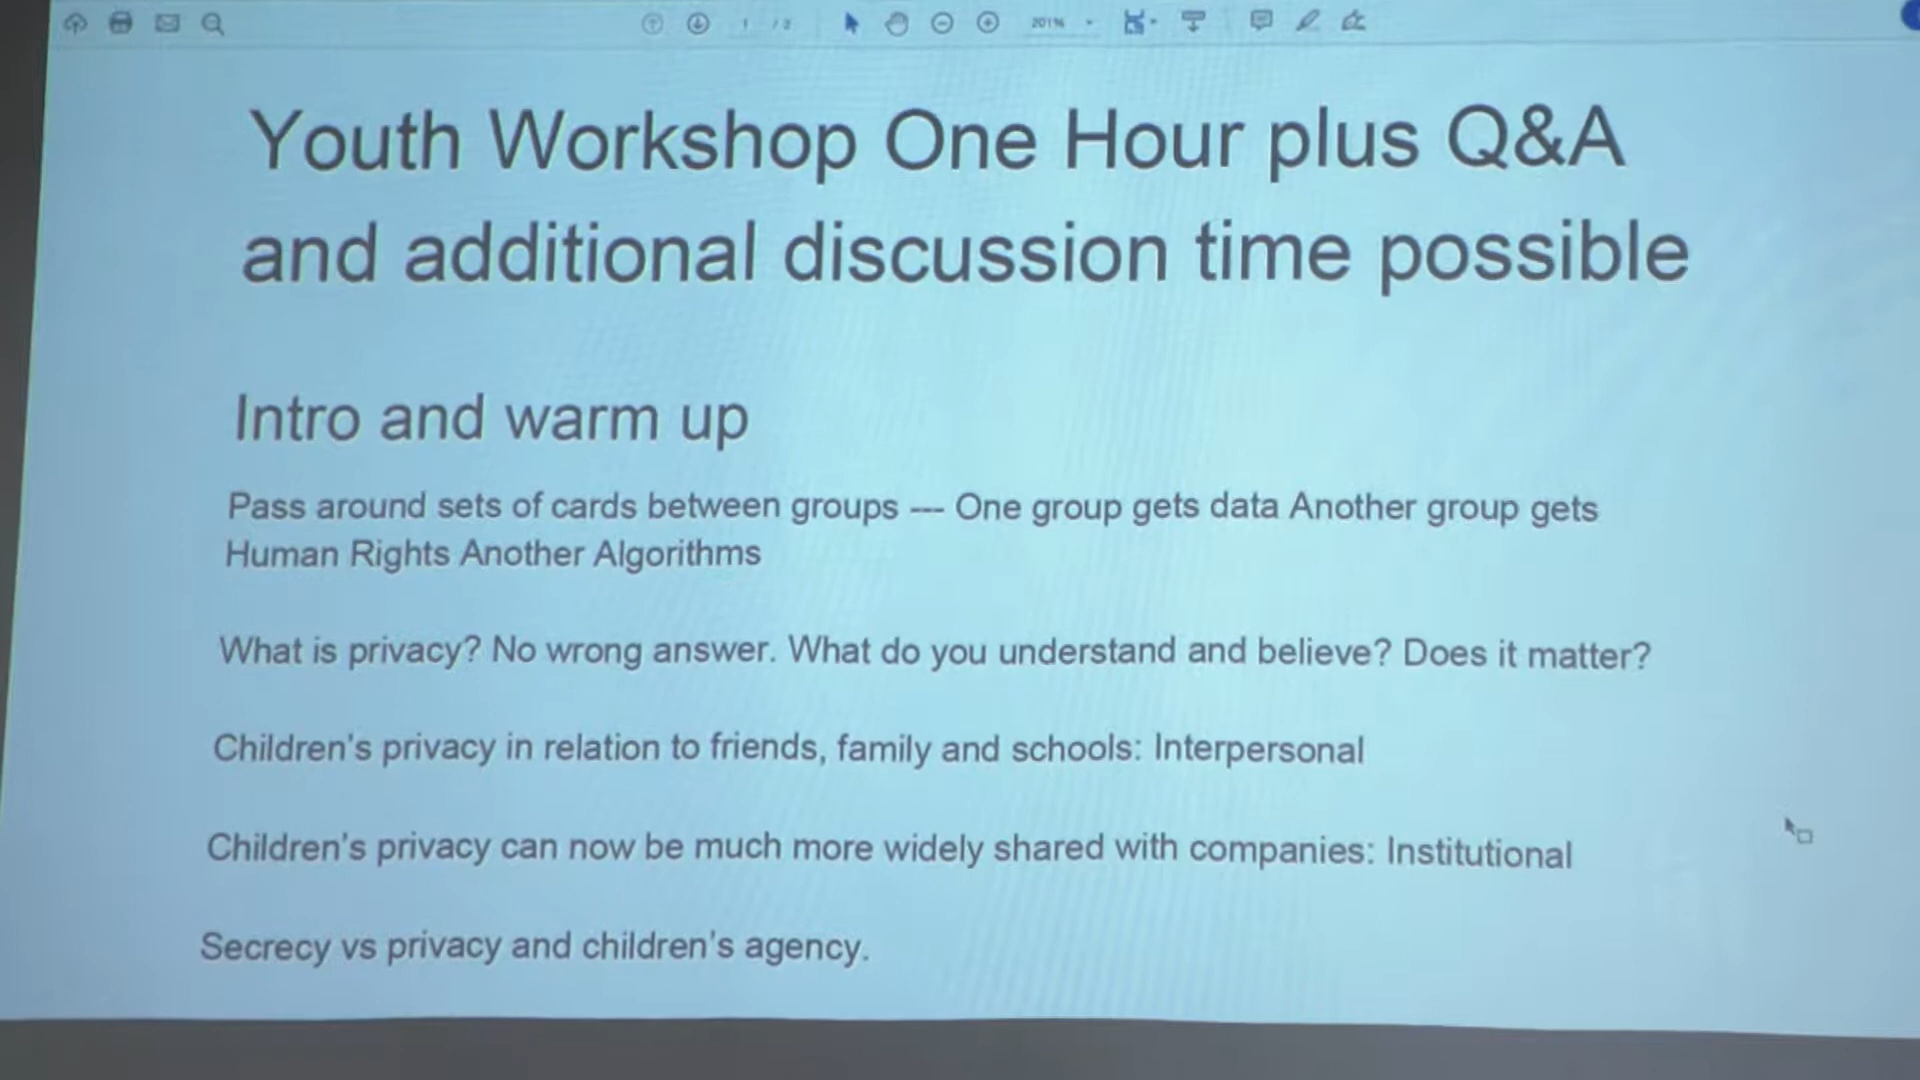 1 / 2
201%
Youth Workshop One Hour plus Q&A
and additional discussion time possible
Intro and warm up
Pass around sets of cards between groups --- One group gets data Another group gets
Human Rights Another Algorithms
What is privacy? No wrong answer. What do you understand and believe? Does it matter?
Children's privacy in relation to friends, family and schools: Interpersonal
Children's privacy can now be much more widely shared with companies: Institutional
Secrecy vs privacy and children's agency.